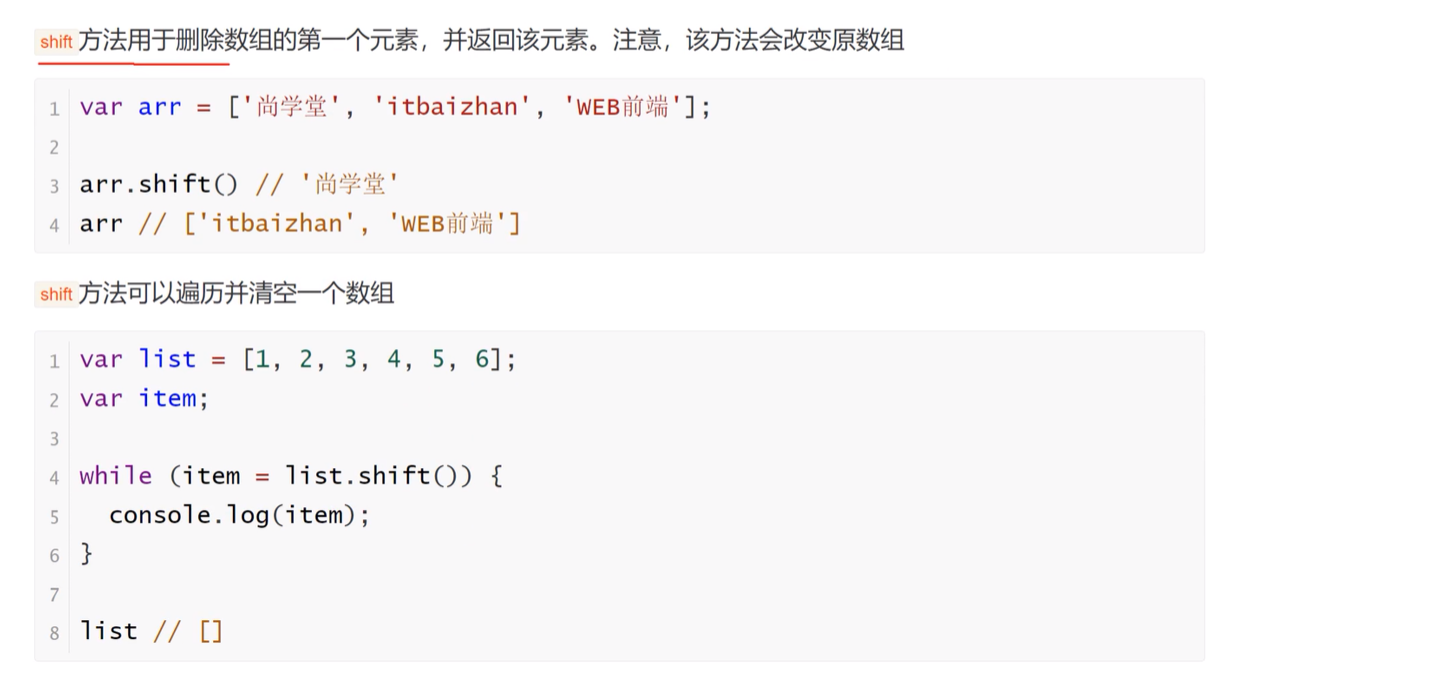 shift 方法用于删除数组的第一个元素，并返回该元素。注意，该方法会改变原数组
1 var arr = ['尚学堂', 'itbaizhan', 'WEB前端'];
2
3 arr.shift() // '尚学堂'
4 arr // ['itbaizhan', 'WEB前端']
shift 方法可以遍历并清空一个数组
1 var list = [1, 2, 3, 4, 5, 6];
2 var item;
3
4 while (item = list.shift()) {
5   console.log(item);
6 }
7
8 list // []